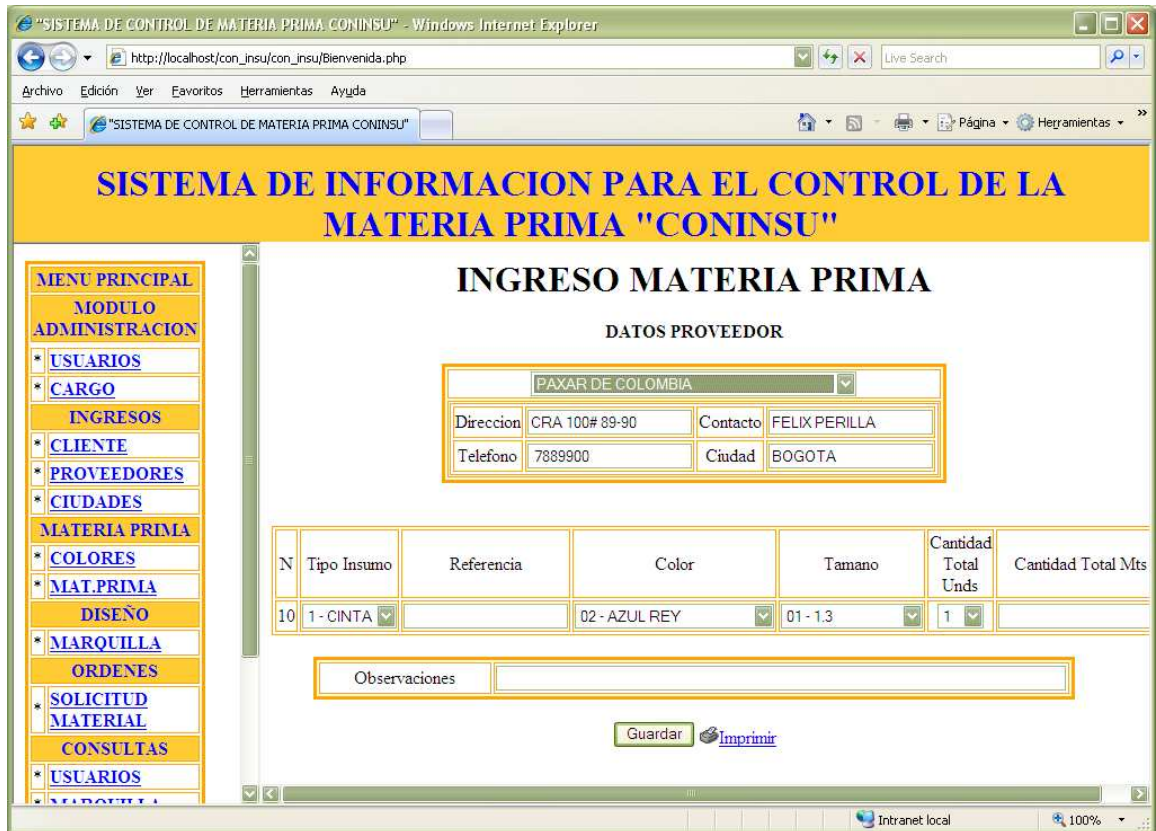 "SISTEMA DE CONTROL DE MATERIA PRIMA CONINSU" - Windows Internet Explorer
http://localhost/con_insu/con_insu/Bienvenida.php
Live Search
Archivo Edición Ver Favoritos Herramientas Ayuda
"SISTEMA DE CONTROL DE MATERIA PRIMA CONINSU"
Página Herramientas »
SISTEMA DE INFORMACION PARA EL CONTROL DE LA
MATERIA PRIMA "CONINSU"
MENU PRINCIPAL
MODULO
ADMINISTRACION
* USUARIOS
* CARGO
INGRESOS
* CLIENTE
* PROVEEDORES
* CIUDADES
MATERIA PRIMA
* COLORES
* MAT.PRIMA
DISEÑO
* MARQUILLA
ORDENES
* SOLICITUD
MATERIAL
CONSULTAS
* USUARIOS
* MARQUILLA
INGRESO MATERIA PRIMA
DATOS PROVEEDOR
PAXAR DE COLOMBIA
Direccion CRA 100# 89-90 Contacto FELIX PERILLA
Telefono 7889900 Ciudad BOGOTA
N Tipo Insumo Referencia Color Tamano Cantidad Total Unds Cantidad Total Mts
10 1 - CINTA 02 - AZUL REY 01 - 1.3 1
Observaciones
Guardar Imprimir
Intranet local 100%